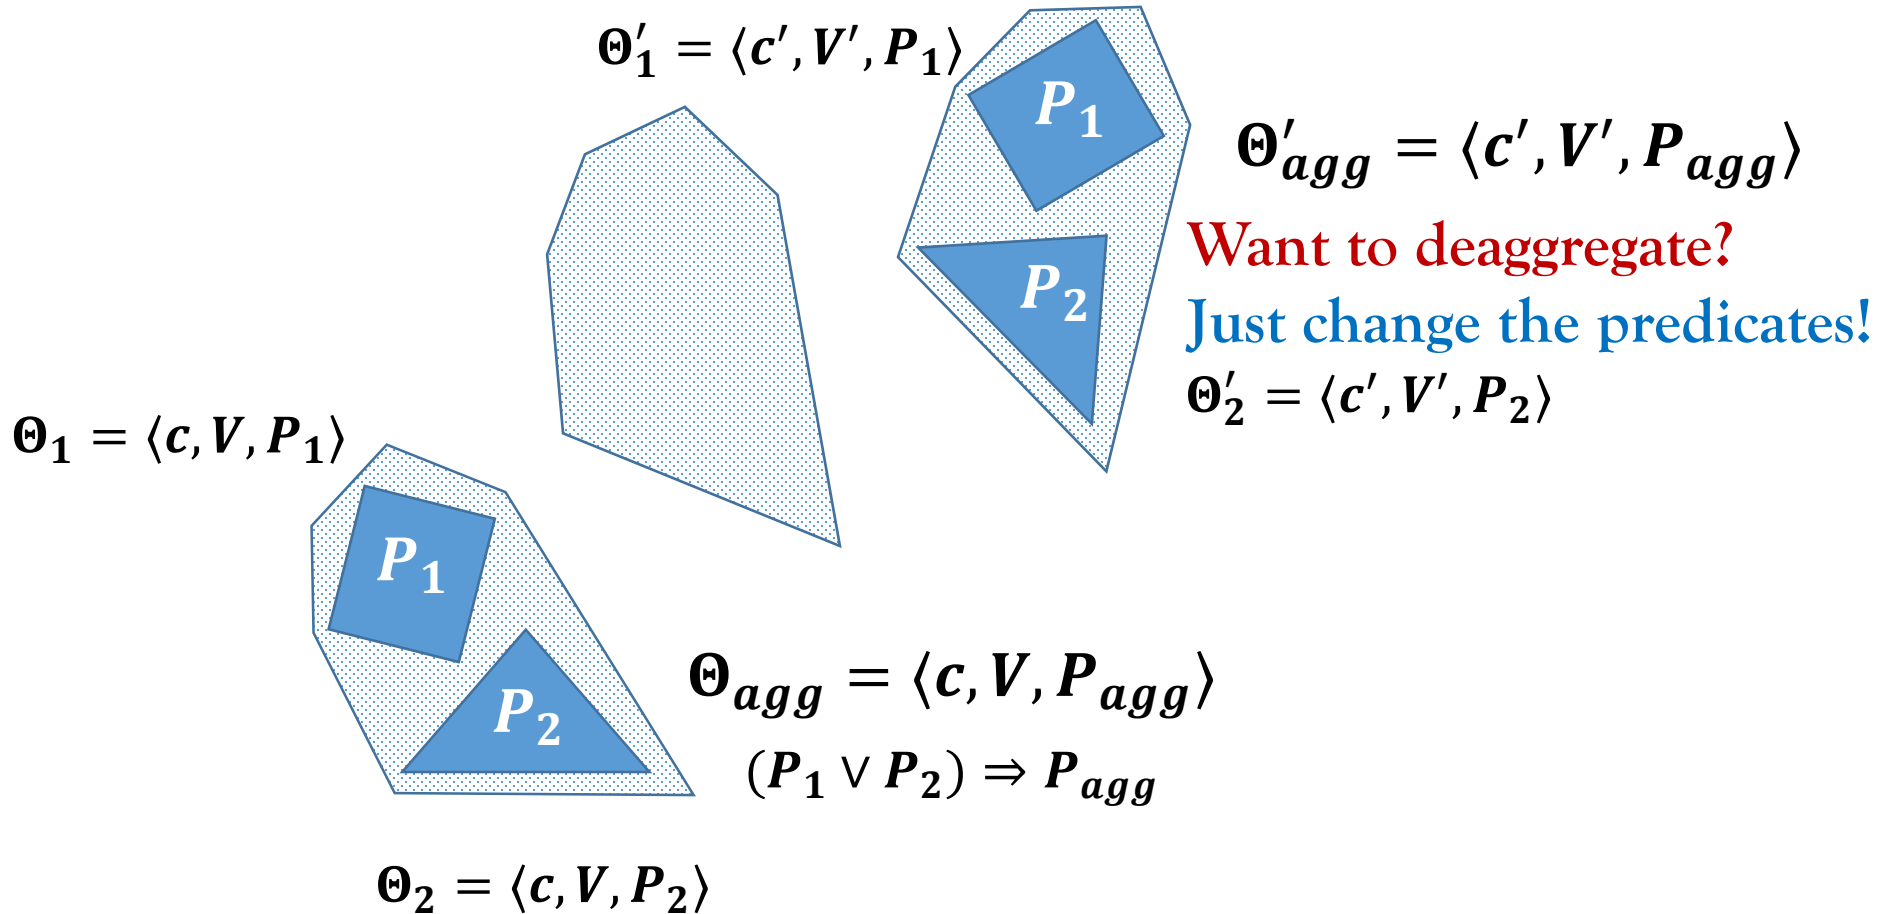 Θ′₁ = ⟨c′, V′, P₁⟩
P₁
Θ′agg = ⟨c′, V′, Pagg⟩
Want to deaggregate?
P₂
Just change the predicates!
Θ′₂ = ⟨c′, V′, P₂⟩
Θ₁ = ⟨c, V, P₁⟩
P₁
Θagg = ⟨c, V, Pagg⟩
P₂
(P₁ ∨ P₂) ⇒ Pagg
Θ₂ = ⟨c, V, P₂⟩